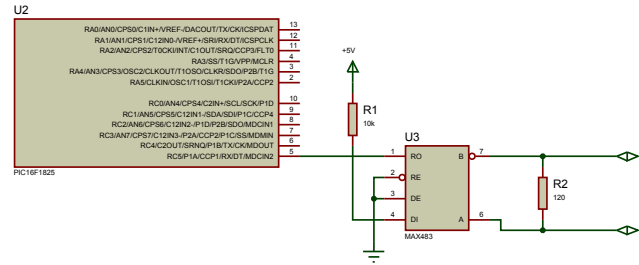 U2
RA0/AN0/CPS0/C1IN+/VREF-/DACOUT/TX/CK/ICSPDAT 13
RA1/AN1/CPS1/C12IN0-/VREF+/SRI/RX/DT/ICSPCLK 12
RA2/AN2/CPS2/T0CKI/INT/C1OUT/SRQ/CCP3/FLT0 11
RA3/SS/T1G/VPP/MCLR 4
RA4/AN3/CPS3/OSC2/CLKOUT/T1OSO/CLKR/SDO/P2B/T1G 3
RA5/CLKIN/OSC1/T1OSI/T1CKI/P2A/CCP2 2
RC0/AN4/CPS4/C2IN+/SCL/SCK/P1D 10
RC1/AN5/CPS5/C12IN1-/SDA/SDI/P1C/CCP4 9
RC2/AN6/CPS6/C12IN2-/P1D/P2B/SDO/MDCIN1 8
RC3/AN7/CPS7/C12IN3-/P2A/CCP2/P1C/SS/MDMIN 7
RC4/C2OUT/SRNQ/P1B/TX/CK/MDOUT 6
RC5/P1A/CCP1/RX/DT/MDCIN2 5
PIC16F1825
+5V
R1
10k
U3
1 RO B 7
2 RE
3 DE
4 DI A 6
MAX483
R2
120